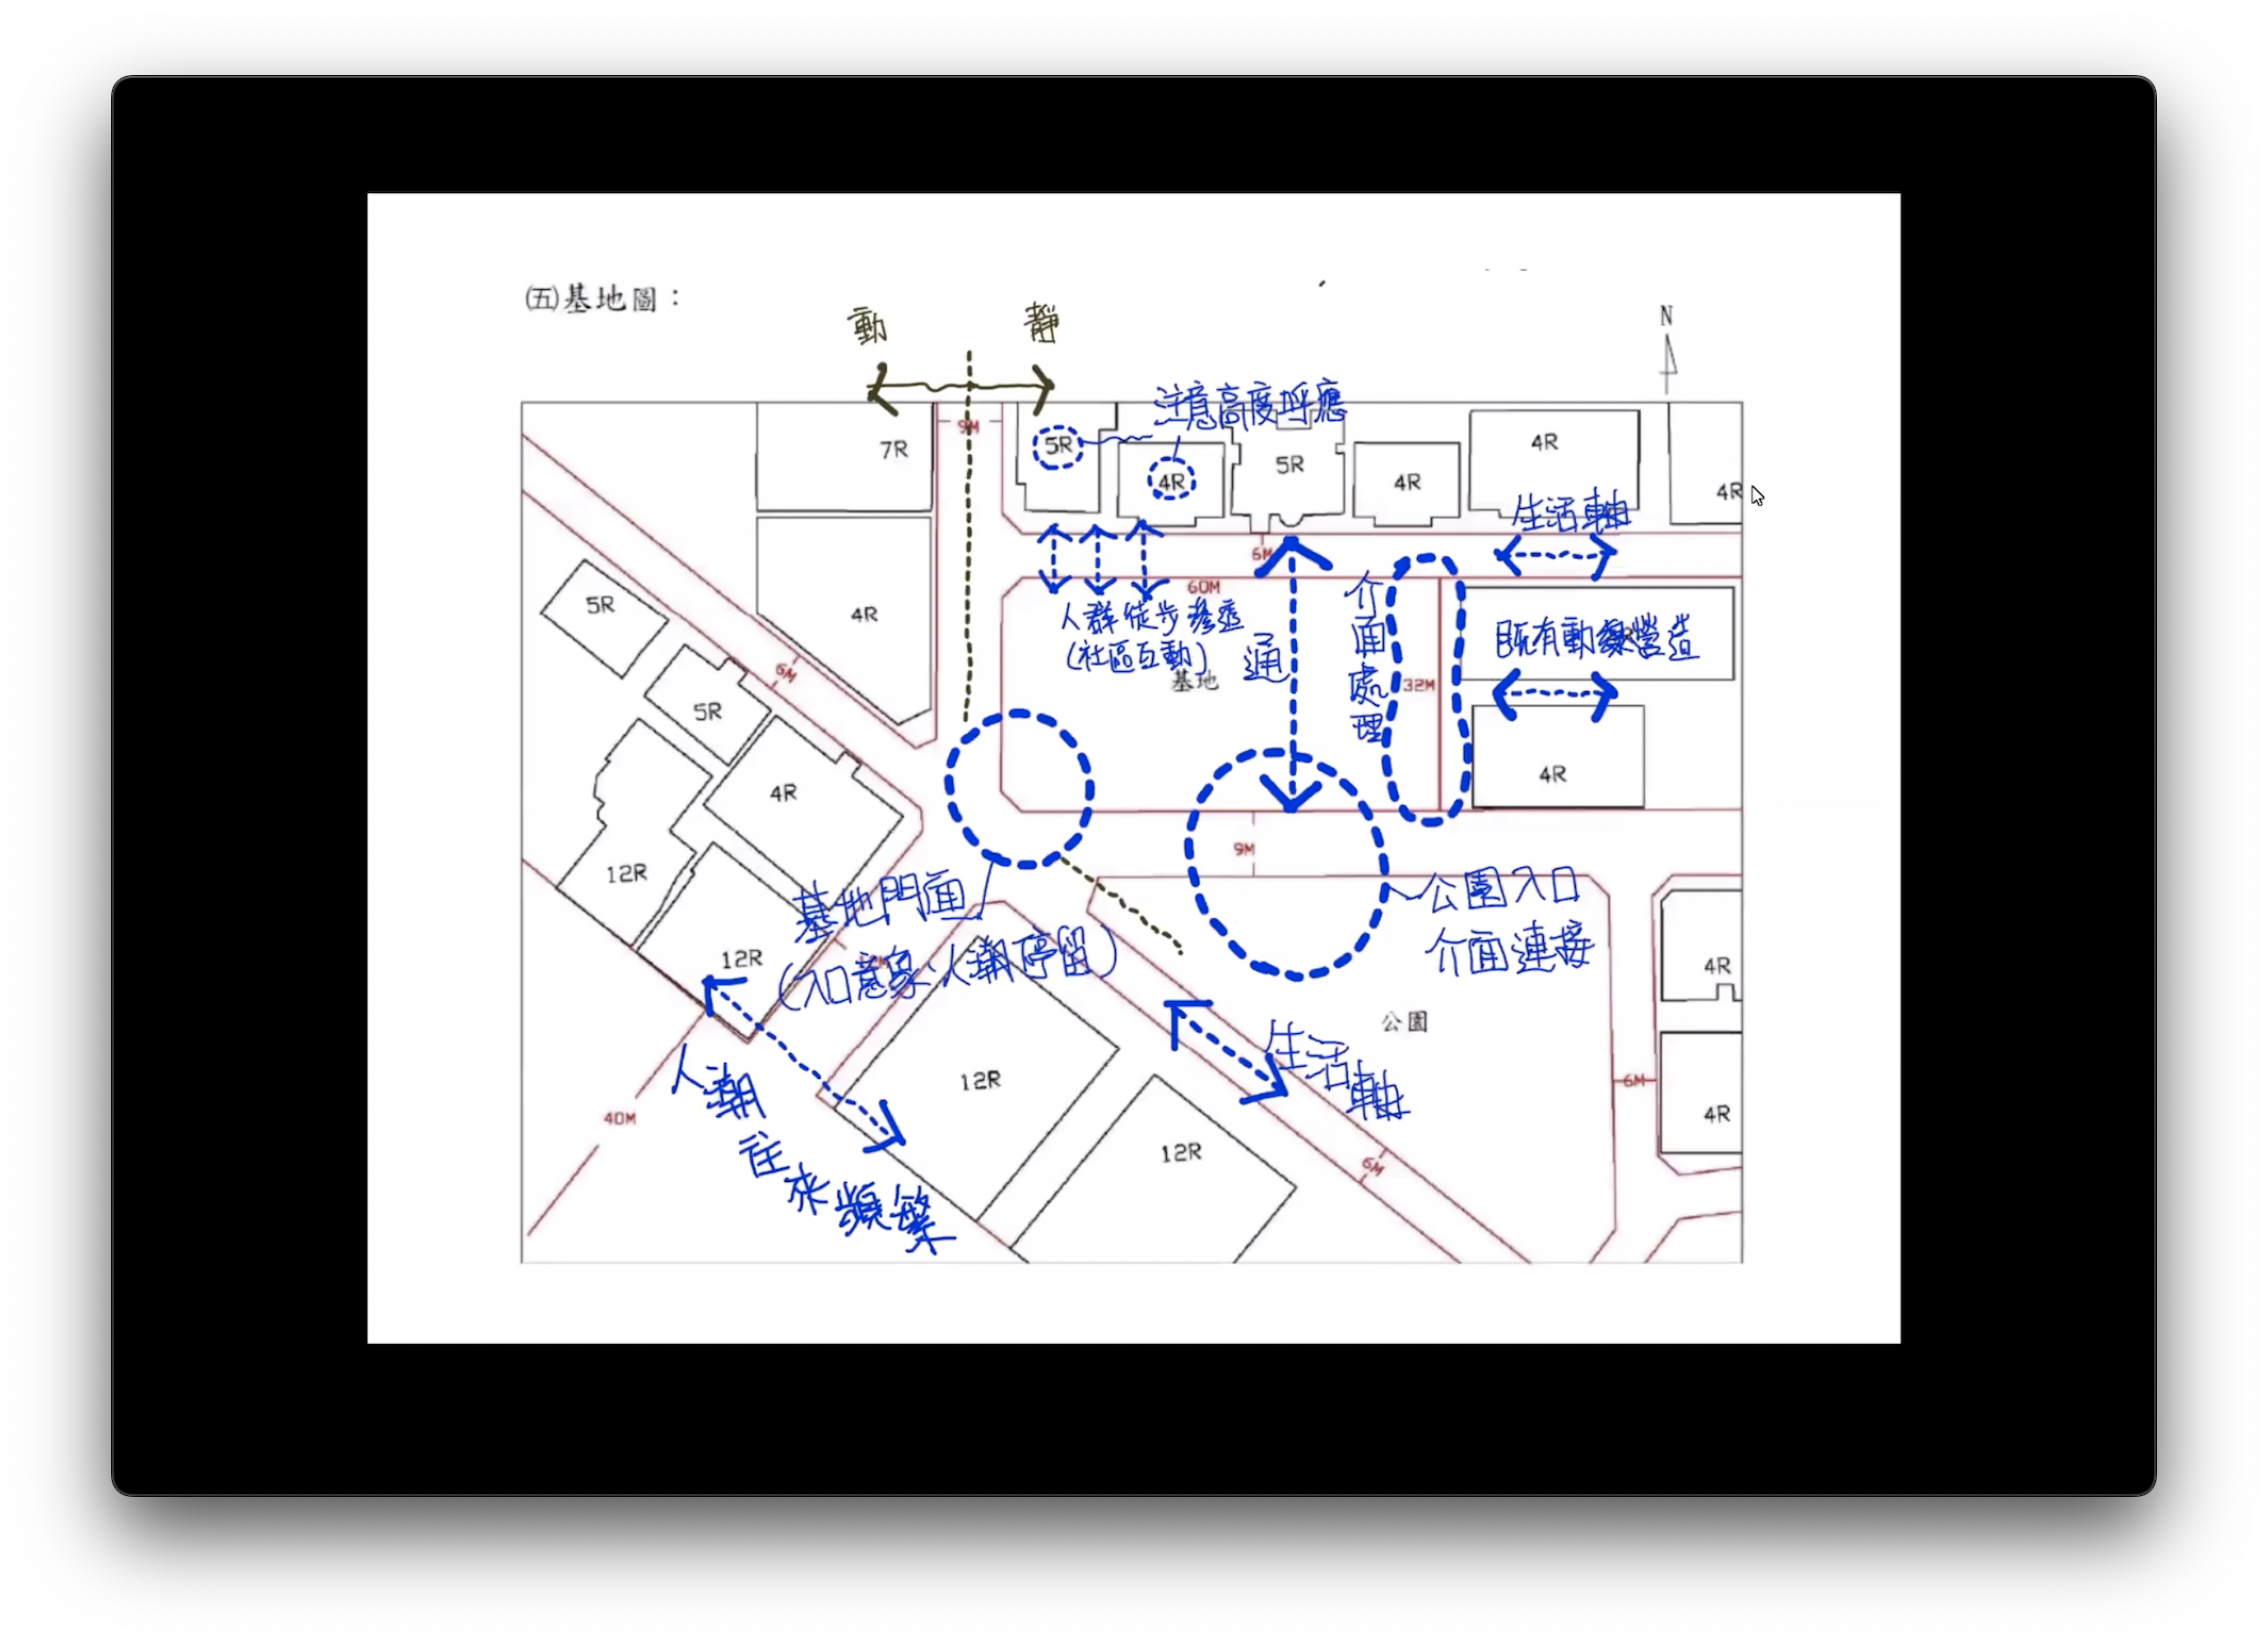 ㈤基地圖：
動
靜
N
注意高度呼應
9M
7R
5R
4R
5R
4R
4R
4R
生活軸
6M
60M
人群徒步滲透
(社區互動)
通
基地
介面處理
32M
既有動線營造
4R
5R
4R
6M
5R
4R
12R
12R
9M
基地門面
(入口意象、人潮停留)
公園入口
介面連接
4R
公園
生活軸
12R
人潮往來頻繁
40M
12R
6M
6M
4R